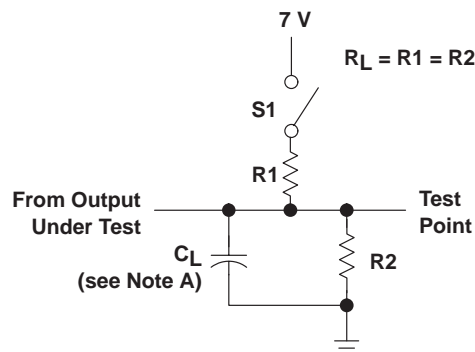 7 V
RL = R1 = R2
S1
R1
From Output
Under Test
Test
Point
CL
(see Note A)
R2